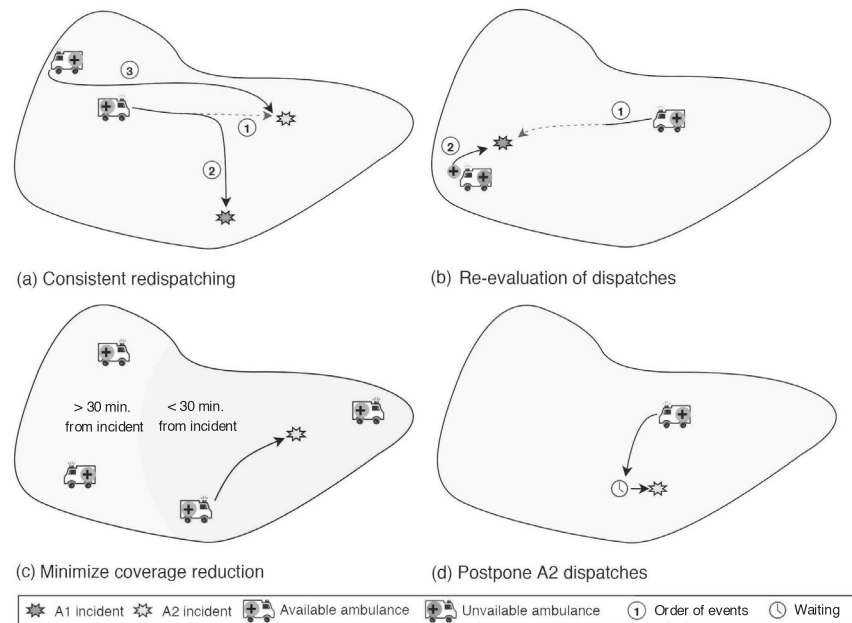 3
1
2
1
2
(a) Consistent redispatching
(b) Re-evaluation of dispatches
> 30 min. from incident
< 30 min. from incident
(c) Minimize coverage reduction
(d) Postpone A2 dispatches
A1 incident A2 incident Available ambulance Unvailable ambulance 1 Order of events Waiting